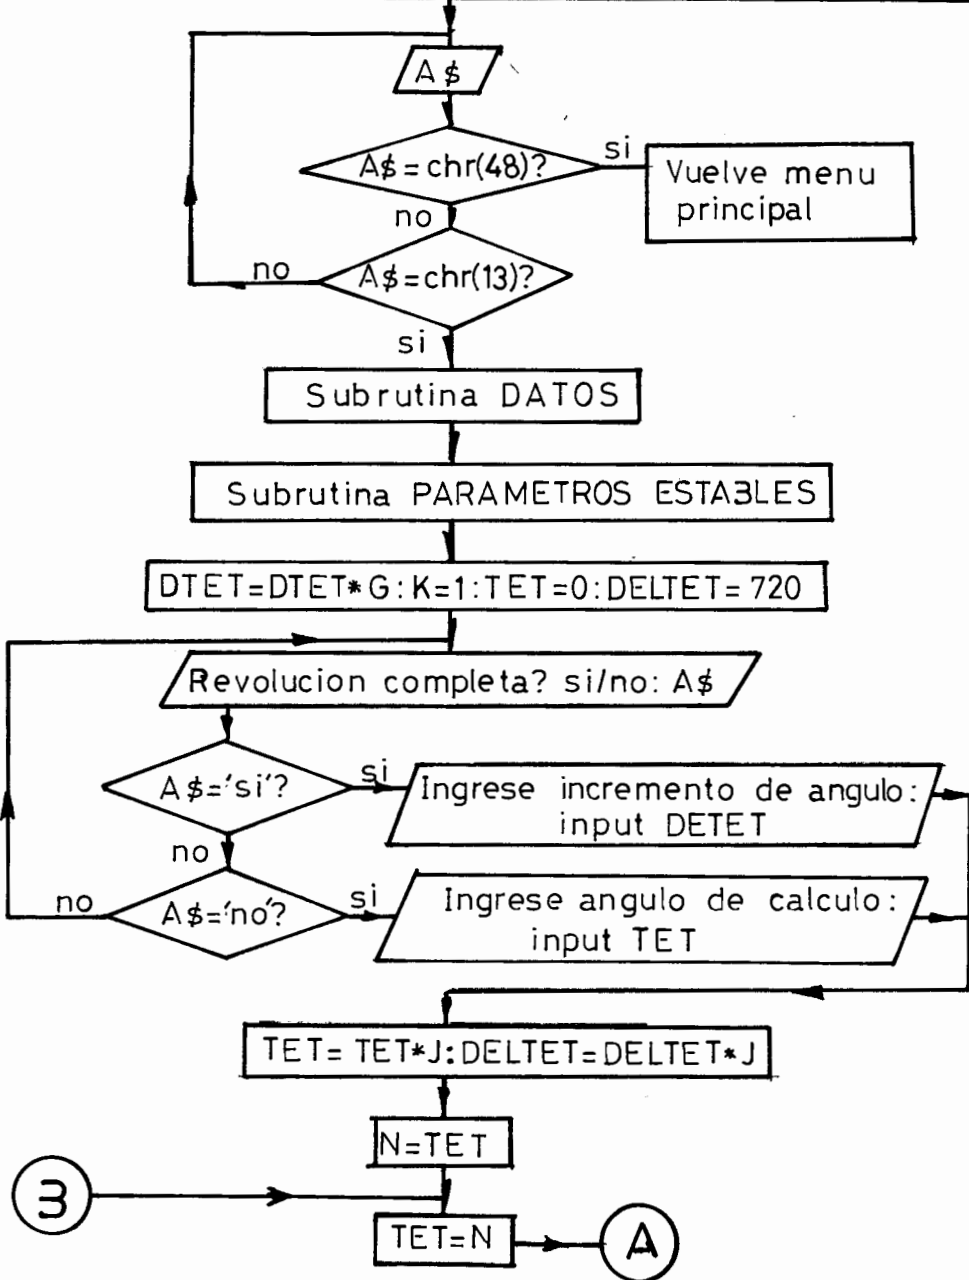 A$
A$=chr(48)?
si
Vuelve menu
principal
no
A$=chr(13)?
no
si
Subrutina DATOS
Subrutina PARAMETROS ESTABLES
DTET=DTET*G:K=1:TET=0:DELTET=720
Revolucion completa? si/no: A$
A$='si'?
si
Ingrese incremento de angulo:
input DETET
no
A$='no'?
no
si
Ingrese angulo de calculo:
input TET
TET=TET*J:DELTET=DELTET*J
N=TET
B
TET=N
A